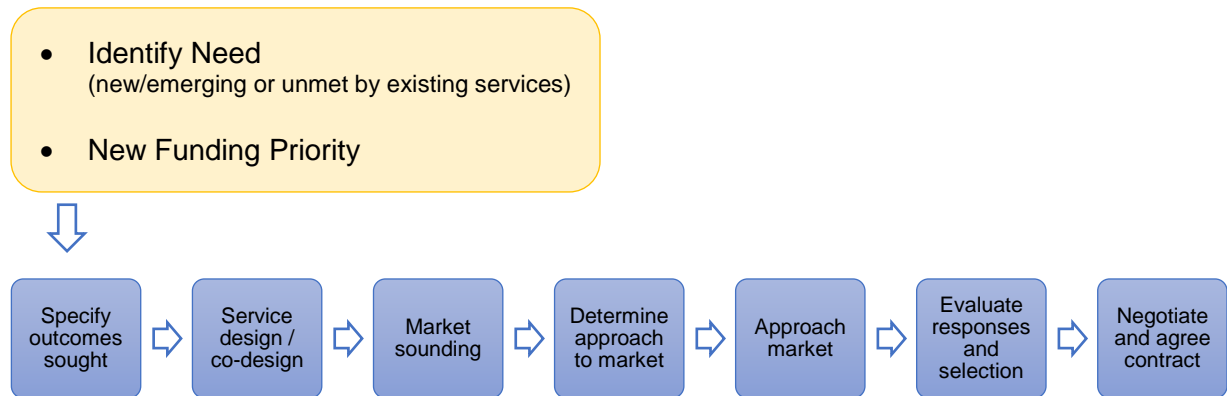 • Identify Need
(new/emerging or unmet by existing services)
• New Funding Priority
Specify
outcomes
sought
Service
design /
co-design
Market
sounding
Determine
approach
to market
Approach
market
Evaluate
responses
and
selection
Negotiate
and agree
contract